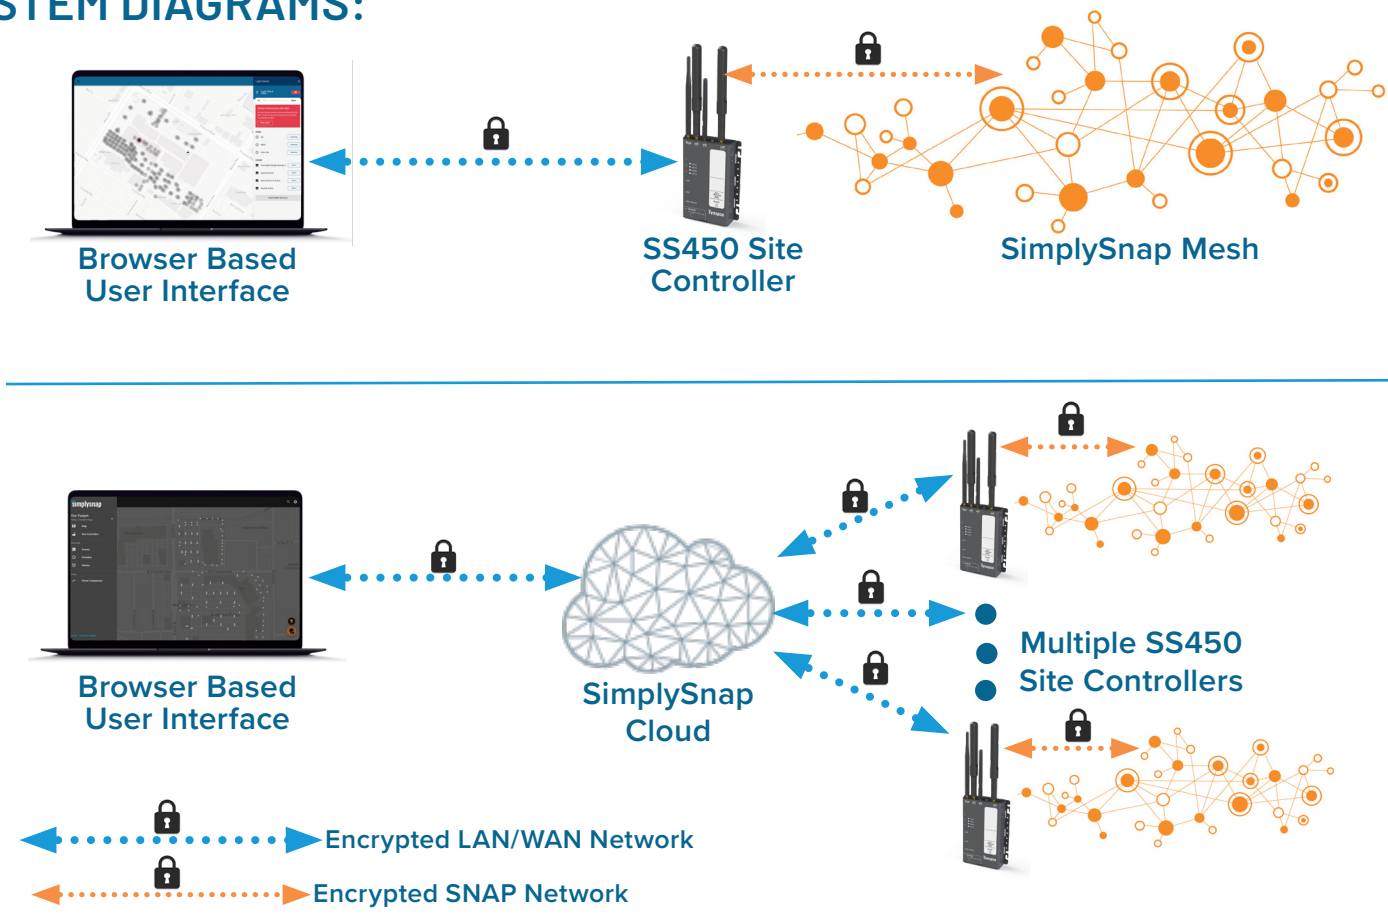 STEM DIAGRAMS:
Browser Based
User Interface
SS450 Site
Controller
SimplySnap Mesh
simplysnap
Browser Based
User Interface
SimplySnap
Cloud
Multiple SS450
Site Controllers
Encrypted LAN/WAN Network
Encrypted SNAP Network